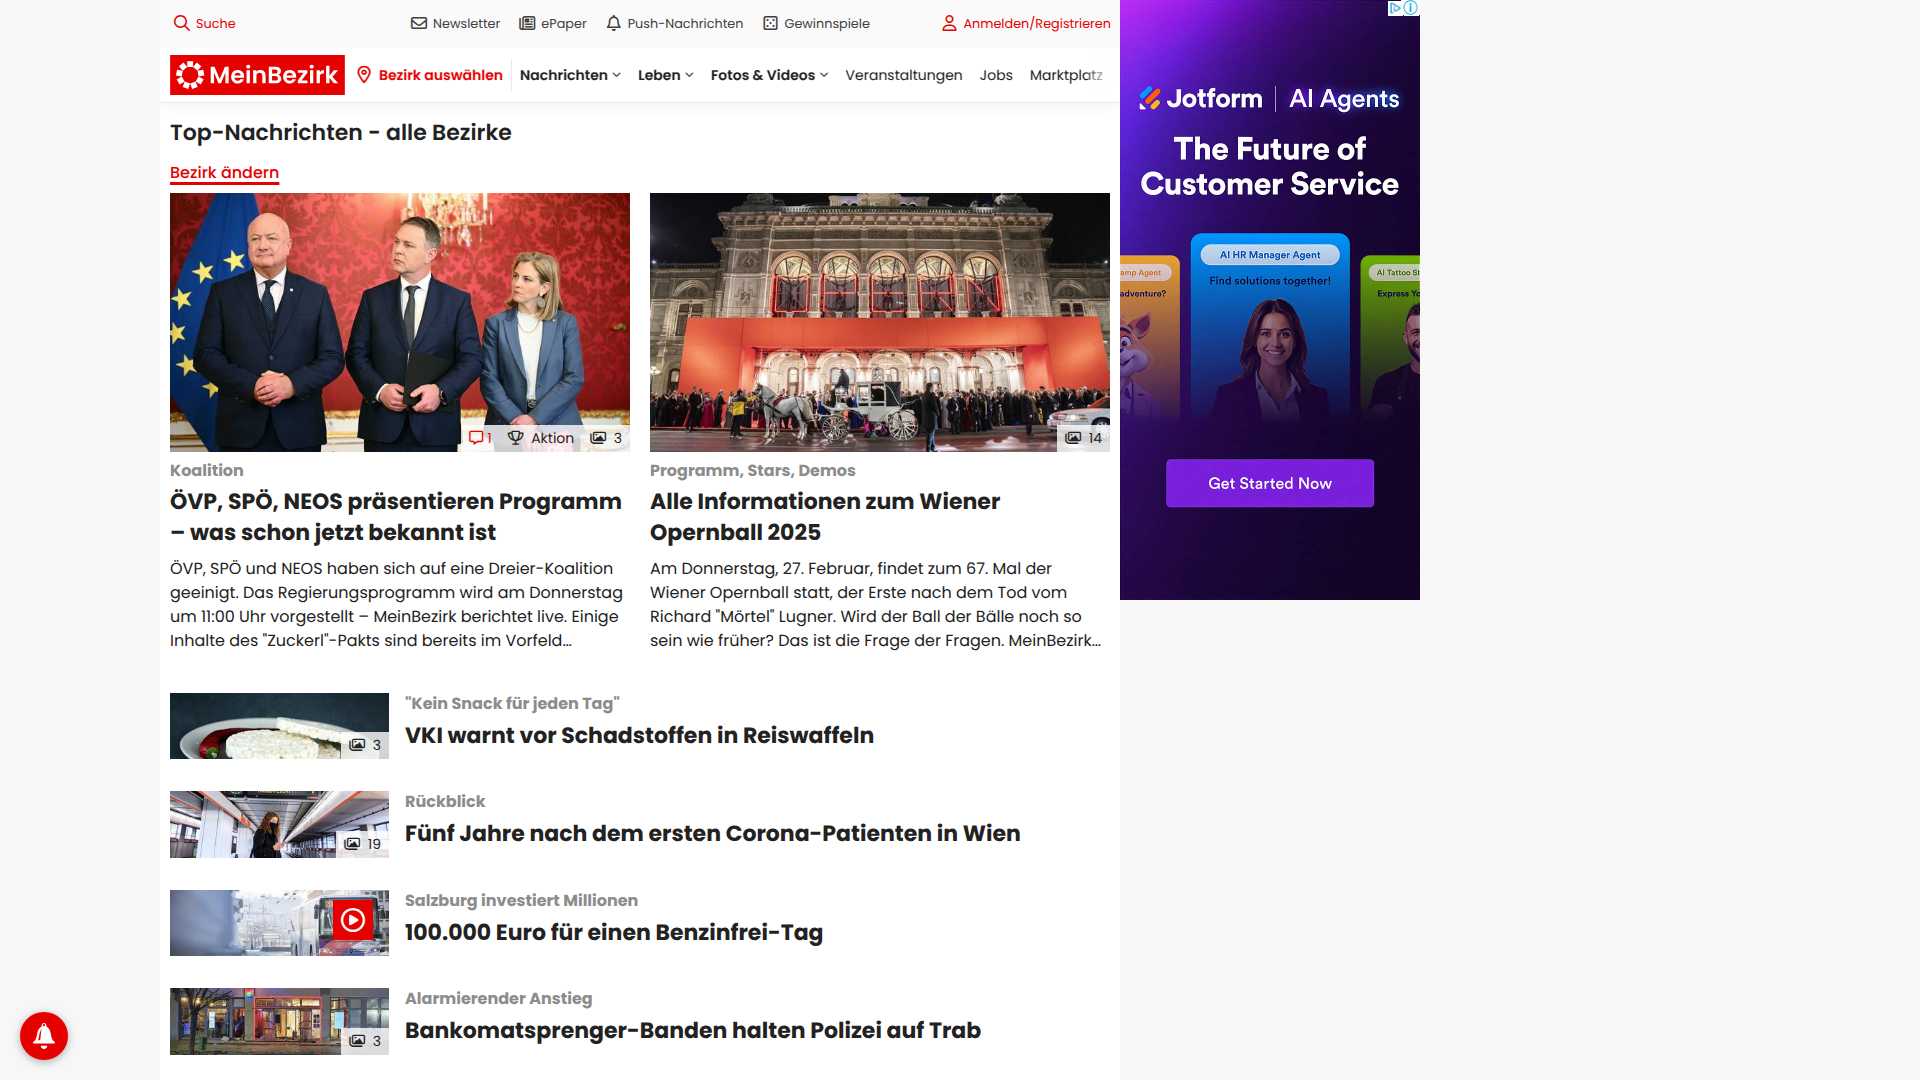 Suche
Newsletter
ePaper
Push-Nachrichten
Gewinnspiele
Anmelden/Registrieren
MeinBezirk
Bezirk auswählen
Nachrichten
Leben
Fotos & Videos
Veranstaltungen
Jobs
Marktplatz
Top-Nachrichten - alle Bezirke
Bezirk ändern
1
Aktion
3
Koalition
ÖVP, SPÖ, NEOS präsentieren Programm
– was schon jetzt bekannt ist
ÖVP, SPÖ und NEOS haben sich auf eine Dreier-Koalition
geeinigt. Das Regierungsprogramm wird am Donnerstag
um 11:00 Uhr vorgestellt – MeinBezirk berichtet live. Einige
Inhalte des "Zuckerl"-Pakts sind bereits im Vorfeld...
14
Programm, Stars, Demos
Alle Informationen zum Wiener
Opernball 2025
Am Donnerstag, 27. Februar, findet zum 67. Mal der
Wiener Opernball statt, der Erste nach dem Tod vom
Richard "Mörtel" Lugner. Wird der Ball der Bälle noch so
sein wie früher? Das ist die Frage der Fragen. MeinBezirk...
3
"Kein Snack für jeden Tag"
VKI warnt vor Schadstoffen in Reiswaffeln
19
Rückblick
Fünf Jahre nach dem ersten Corona-Patienten in Wien
Salzburg investiert Millionen
100.000 Euro für einen Benzinfrei-Tag
3
Alarmierender Anstieg
Bankomatsprenger-Banden halten Polizei auf Trab
Jotform
AI Agents
The Future of
Customer Service
amp Agent
adventure?
AI HR Manager Agent
Find solutions together!
AI Tattoo St
Express Yo
Get Started Now